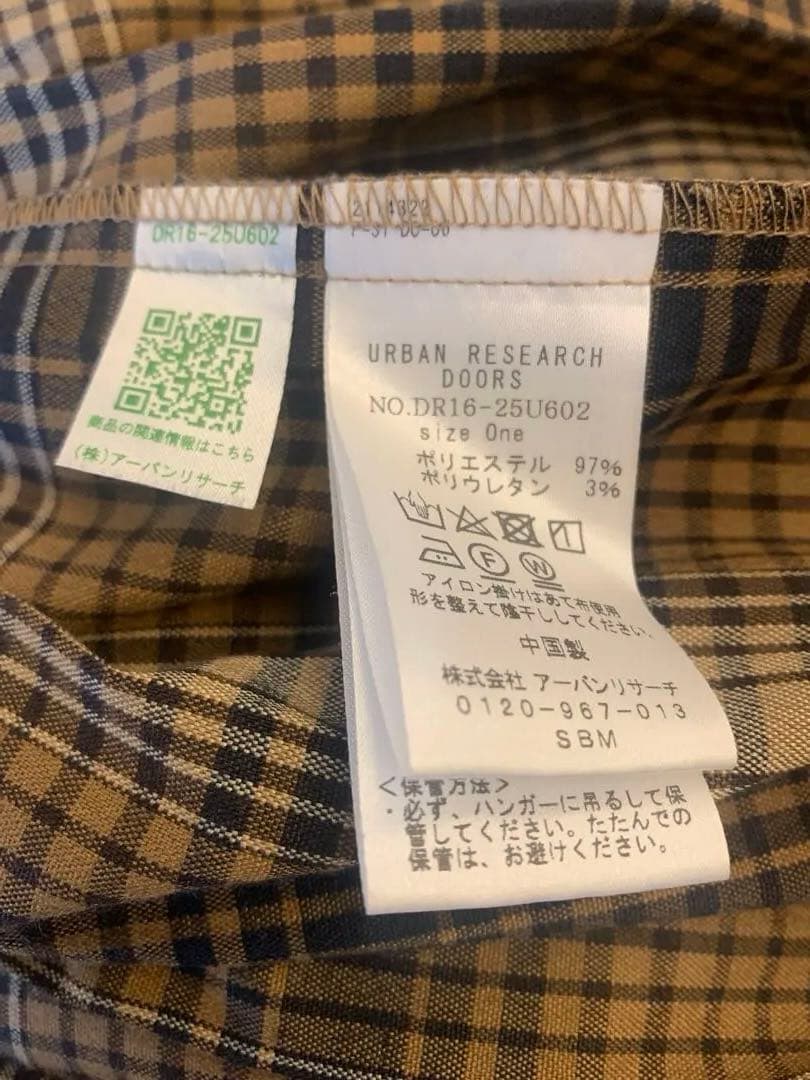 DR16-25U602
商品の関連情報はこちら
(株)アーバンリサーチ
URBAN RESEARCH
DOORS
NO.DR16-25U602
size One
ポリエステル 97%
ポリウレタン 3%
F
W
アイロン掛けはあて布使用
形を整えて陰干ししてください。
中国製
株式会社 アーバンリサーチ
0120-967-013
SBM
<保管方法>
・必ず、ハンガーに吊るして保
管してください。たたんでの
保管は、お避けください。